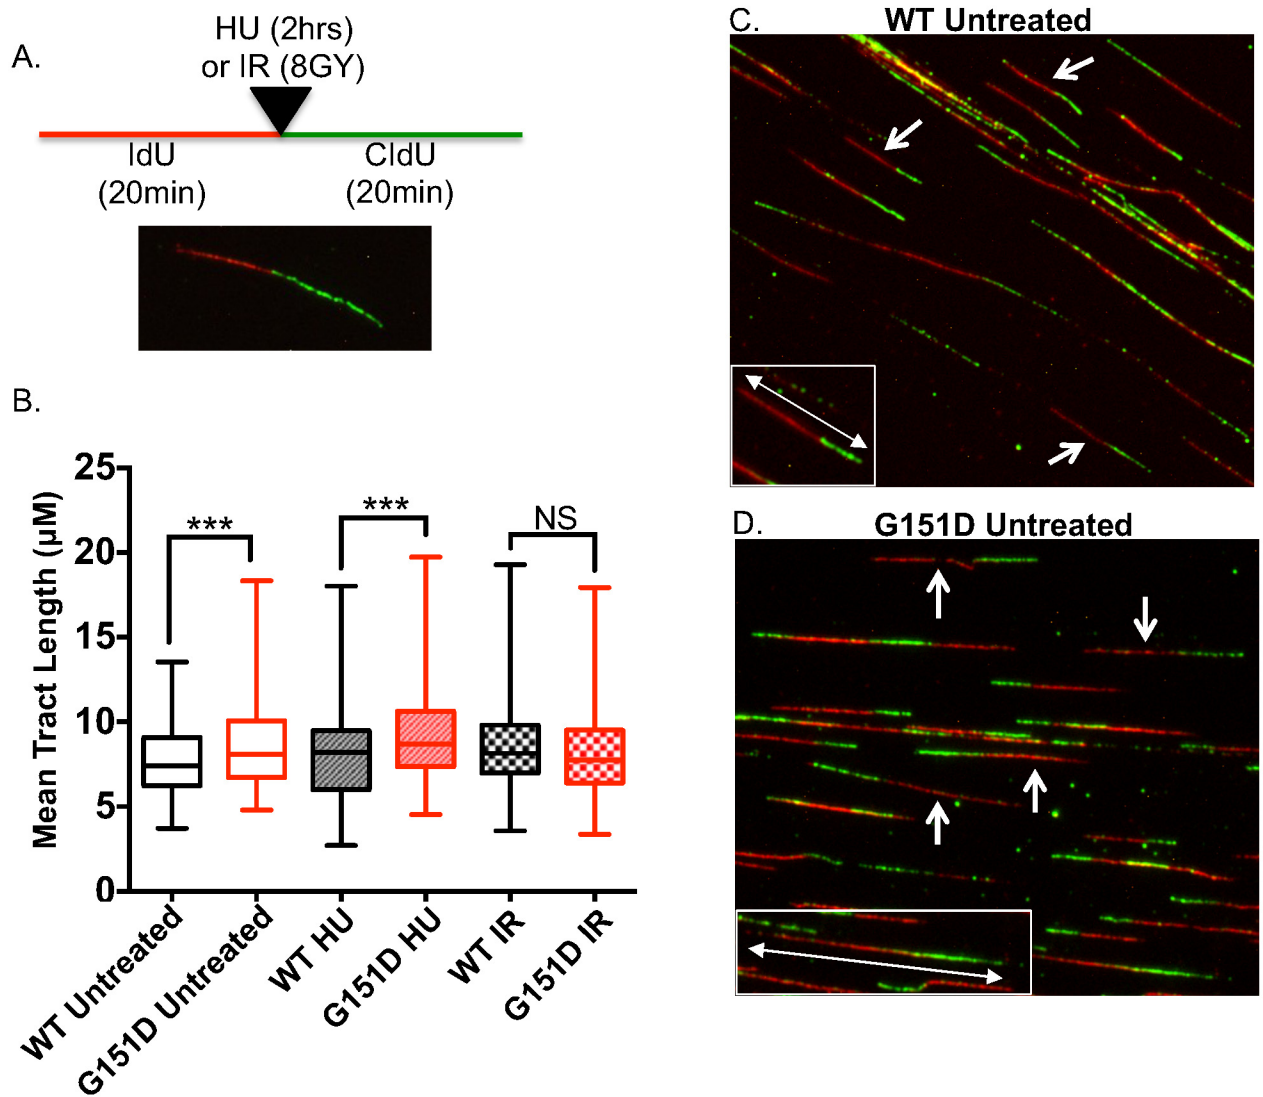 A.
HU (2hrs)
or IR (8GY)
IdU
(20min)
CldU
(20min)
B.
Mean Tract Length (µM)
25
20
15
10
5
0
***
***
NS
WT Untreated
G151D Untreated
WT HU
G151D HU
WT IR
G151D IR
C.
WT Untreated
D.
G151D Untreated